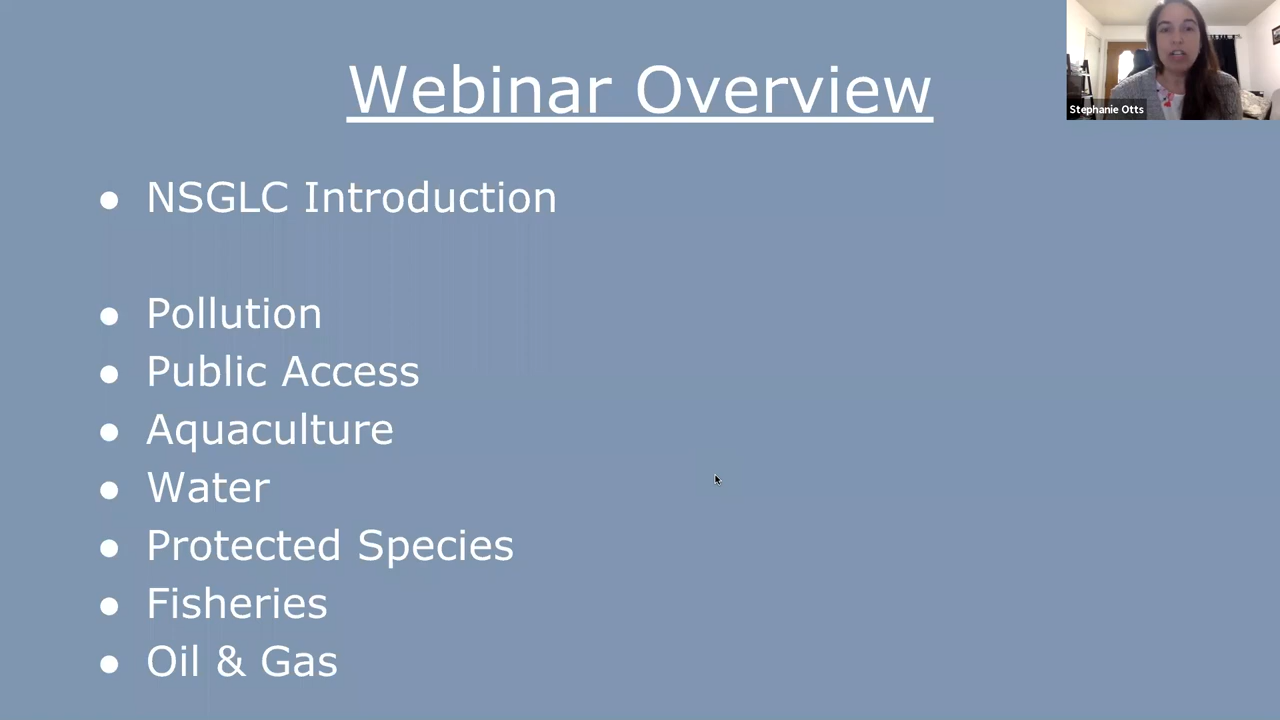 Webinar Overview
Stephanie Otts
● NSGLC Introduction
● Pollution
● Public Access
● Aquaculture
● Water
● Protected Species
● Fisheries
● Oil & Gas